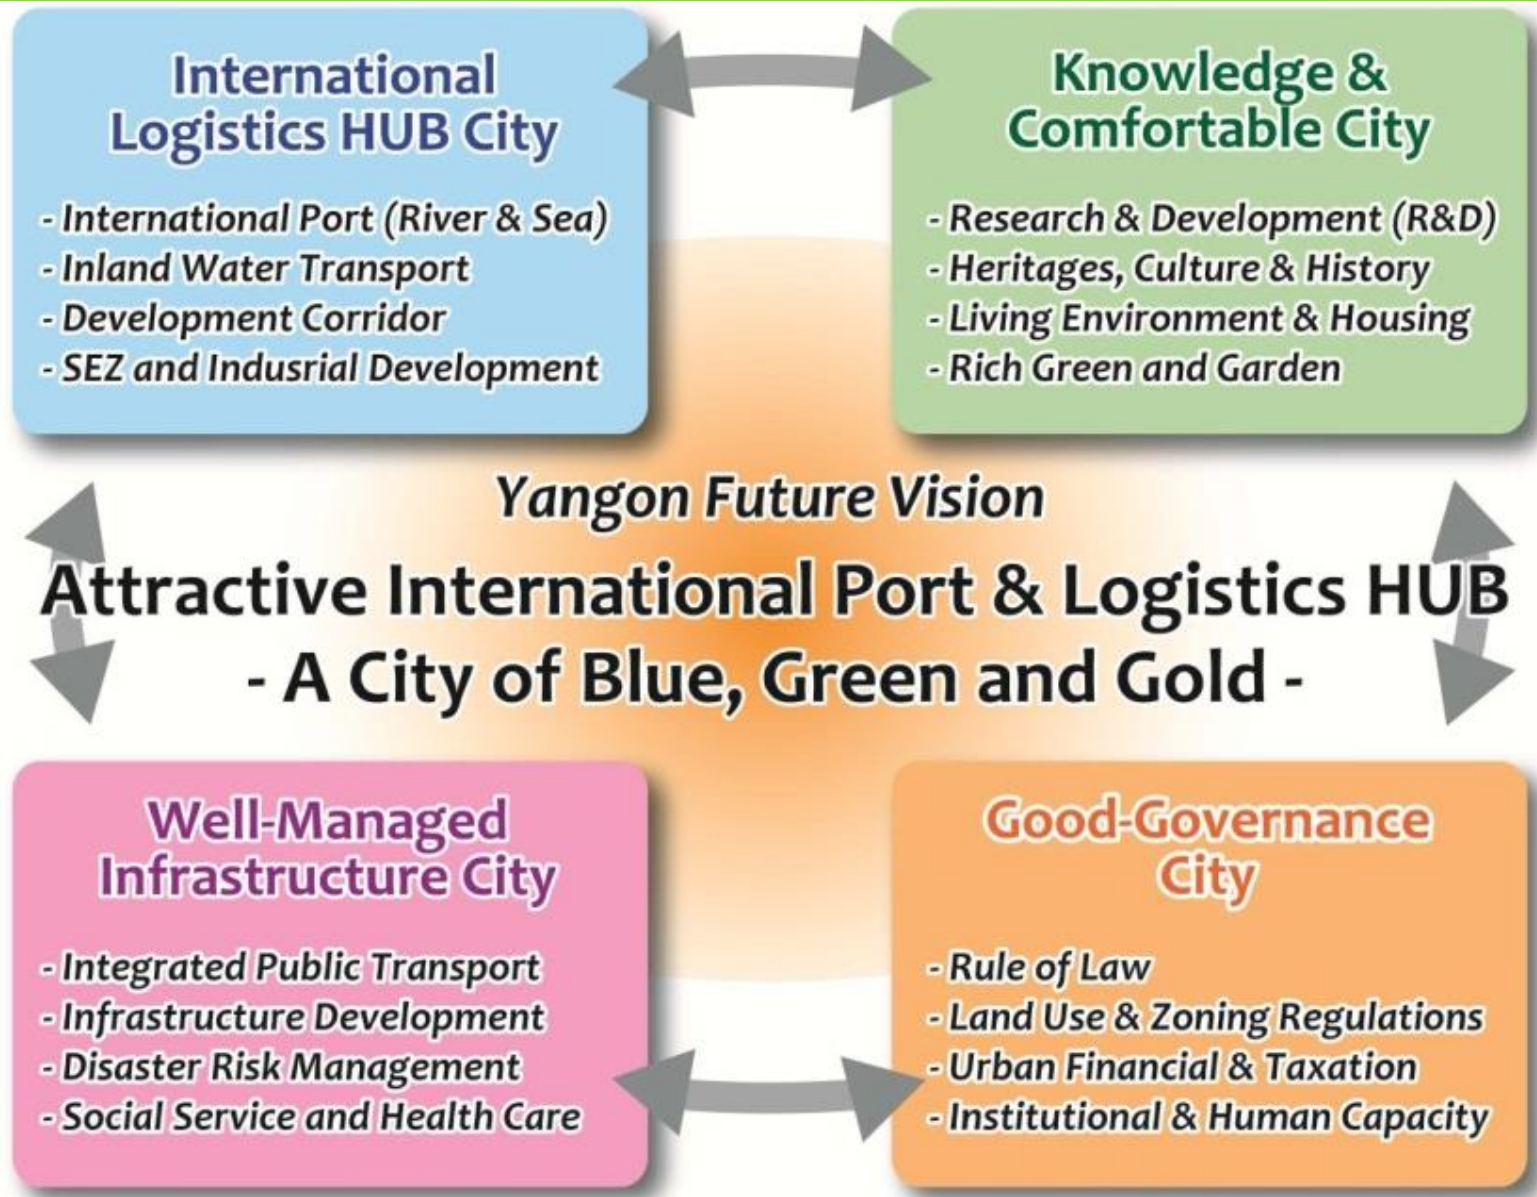 International
Logistics HUB City
- International Port (River & Sea)
- Inland Water Transport
- Development Corridor
- SEZ and Indusrial Development
Knowledge &
Comfortable City
- Research & Development (R&D)
- Heritages, Culture & History
- Living Environment & Housing
- Rich Green and Garden
Yangon Future Vision
Attractive International Port & Logistics HUB
- A City of Blue, Green and Gold -
Well-Managed
Infrastructure City
- Integrated Public Transport
- Infrastructure Development
- Disaster Risk Management
- Social Service and Health Care
Good-Governance
City
- Rule of Law
- Land Use & Zoning Regulations
- Urban Financial & Taxation
- Institutional & Human Capacity